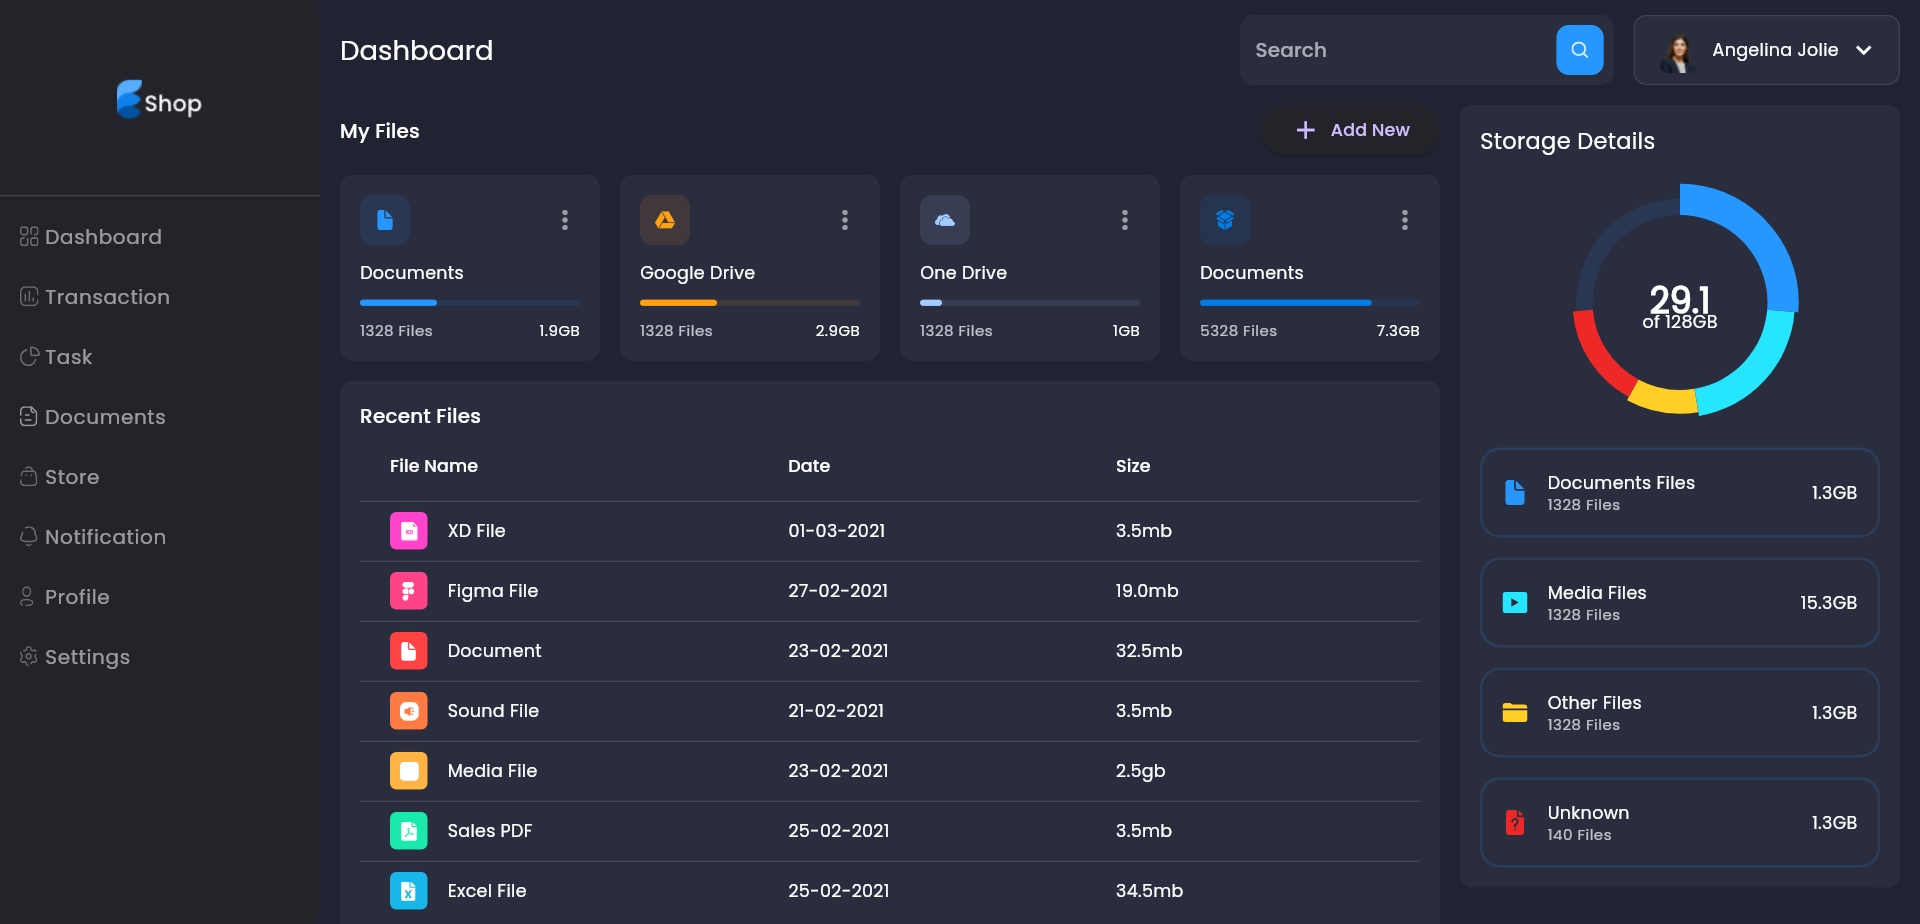 Shop
Dashboard
Transaction
Task
Documents
Store
Notification
Profile
Settings
Dashboard
Search
Angelina Jolie
My Files
Add New
Documents
1328 Files 1.9GB
Google Drive
1328 Files 2.9GB
One Drive
1328 Files 1GB
Documents
5328 Files 7.3GB
Recent Files
File Name Date Size
XD File 01-03-2021 3.5mb
Figma File 27-02-2021 19.0mb
Document 23-02-2021 32.5mb
Sound File 21-02-2021 3.5mb
Media File 23-02-2021 2.5gb
Sales PDF 25-02-2021 3.5mb
Excel File 25-02-2021 34.5mb
Storage Details
29.1
of 128GB
Documents Files
1328 Files
1.3GB
Media Files
1328 Files
15.3GB
Other Files
1328 Files
1.3GB
Unknown
140 Files
1.3GB